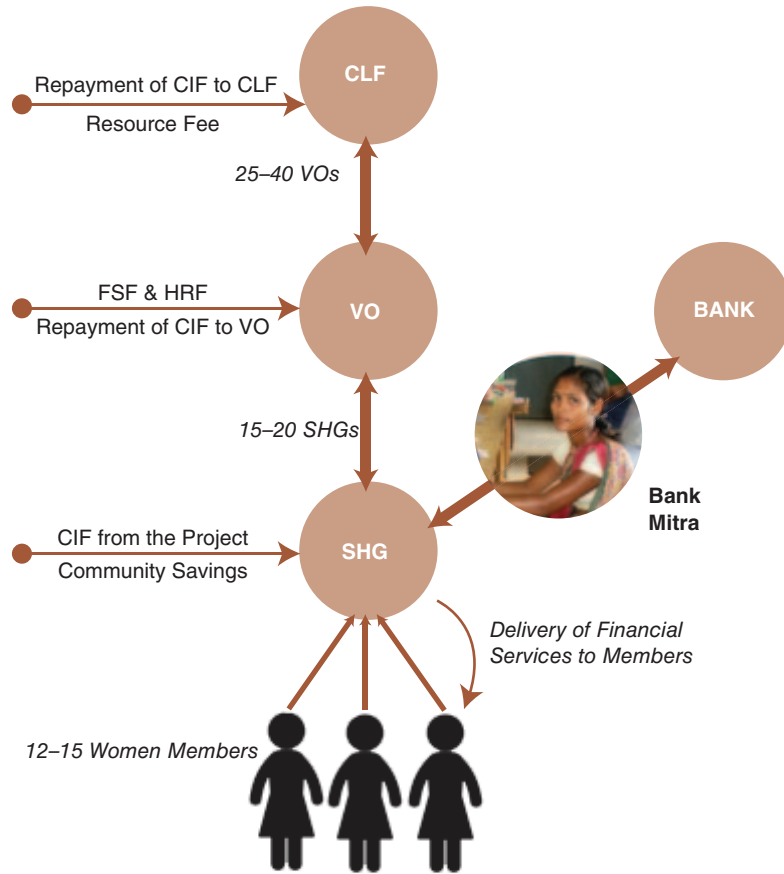 CLF
Repayment of CIF to CLF
Resource Fee
25–40 VOs
FSF & HRF
Repayment of CIF to VO
VO
BANK
15–20 SHGs
Bank
Mitra
CIF from the Project
Community Savings
SHG
Delivery of Financial
Services to Members
12–15 Women Members